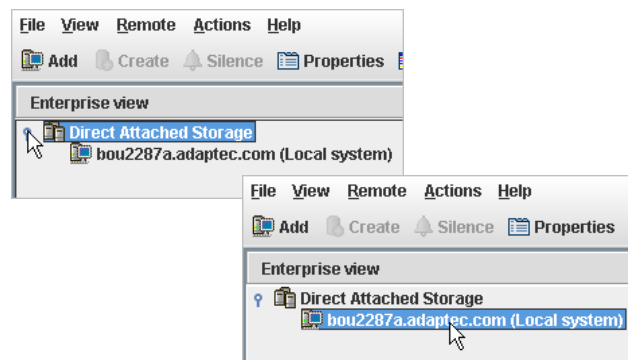 File View Remote Actions Help
Add Create Silence Properties
Enterprise view
Direct Attached Storage
bou2287a.adaptec.com (Local system)
File View Remote Actions Help
Add Create Silence Properties
Enterprise view
Direct Attached Storage
bou2287a.adaptec.com (Local system)